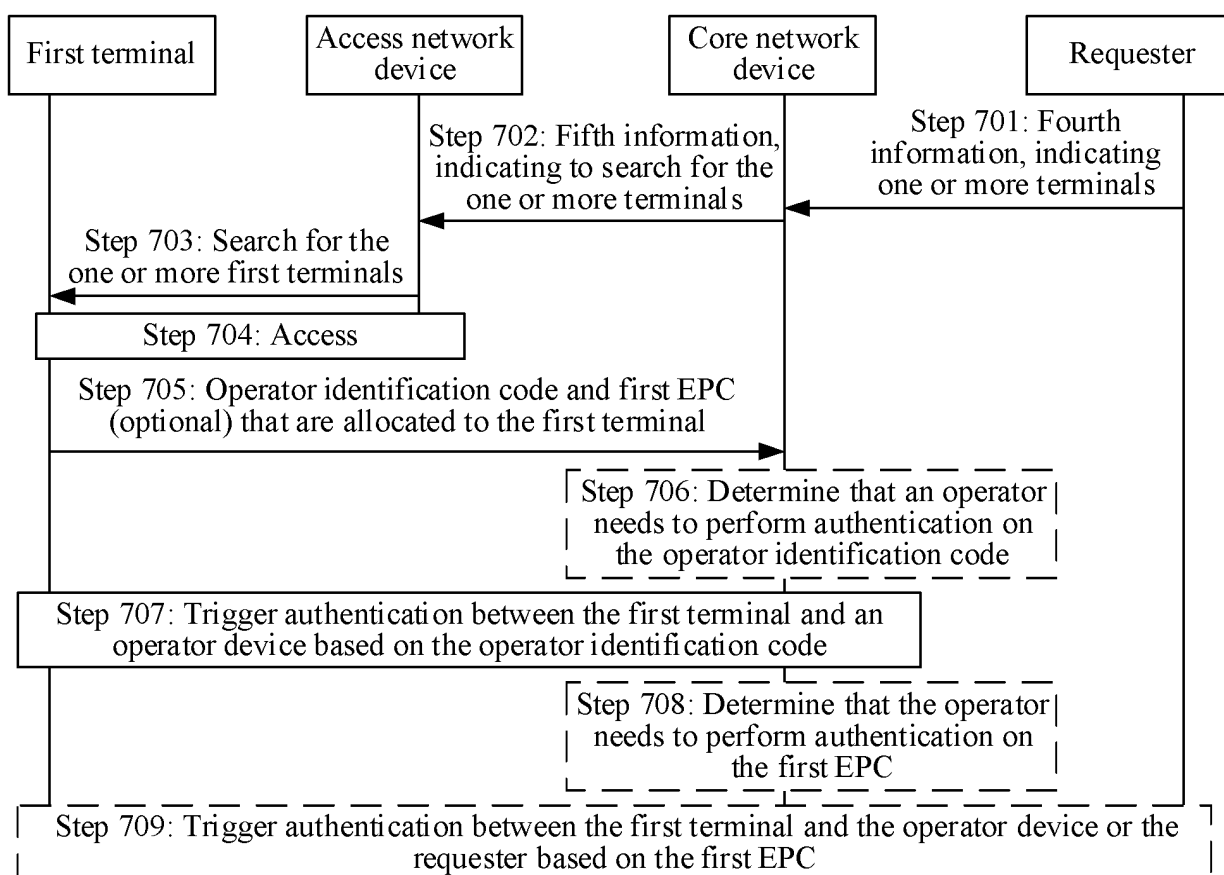 First terminal
Access network
device
Core network
device
Requester
Step 701: Fourth
information, indicating
one or more terminals
Step 702: Fifth information,
indicating to search for the
one or more terminals
Step 703: Search for the
one or more first terminals
Step 704: Access
Step 705: Operator identification code and first EPC
(optional) that are allocated to the first terminal
Step 706: Determine that an operator
needs to perform authentication on
the operator identification code
Step 707: Trigger authentication between the first terminal and an
operator device based on the operator identification code
Step 708: Determine that the operator
needs to perform authentication on
the first EPC
Step 709: Trigger authentication between the first terminal and the operator device or the
requester based on the first EPC